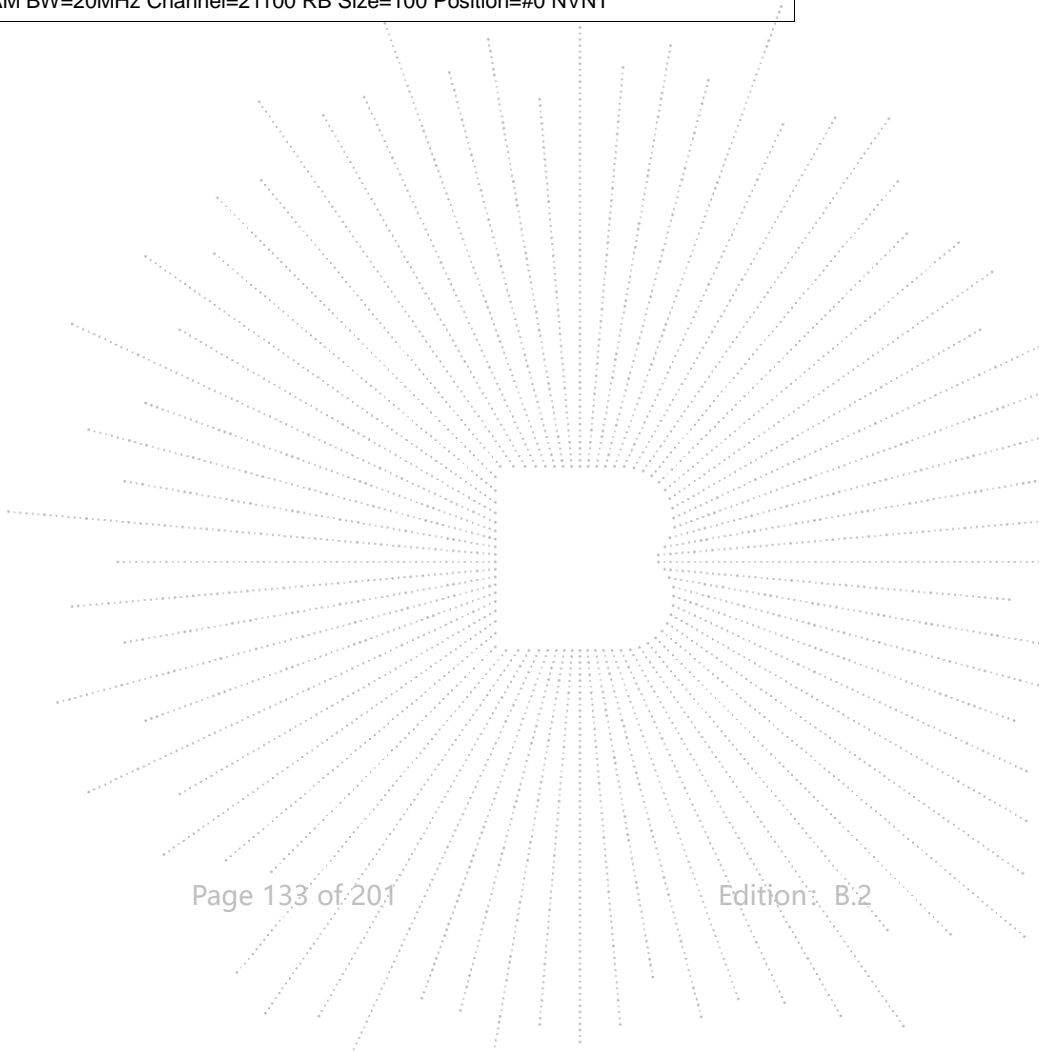 AM BW=20MHz Channel=21100 RB Size=100 Position=#0 NVNT
Page 133 of 201 Edition: B.2